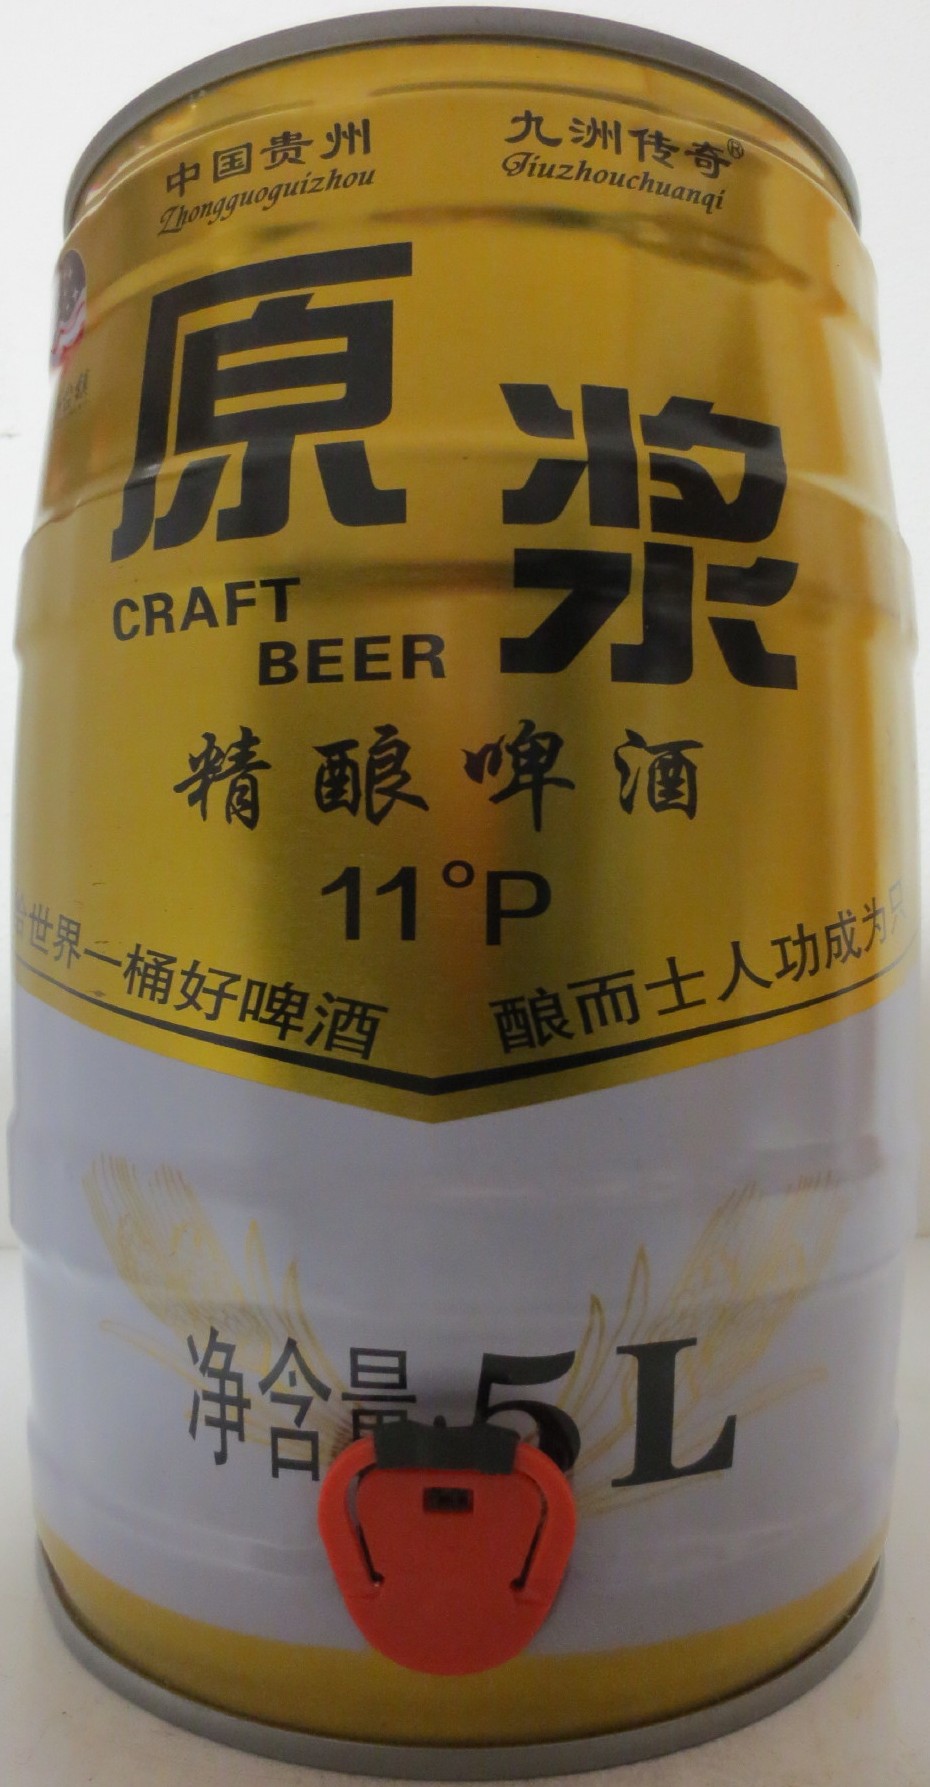 中国贵州
Zhongguoguizhou
九洲传奇®
Jiuzhouchuanqi
原浆
CRAFT
BEER
精酿啤酒
11°P
世界一桶好啤酒
酿而士人功成为只
净含量:5L